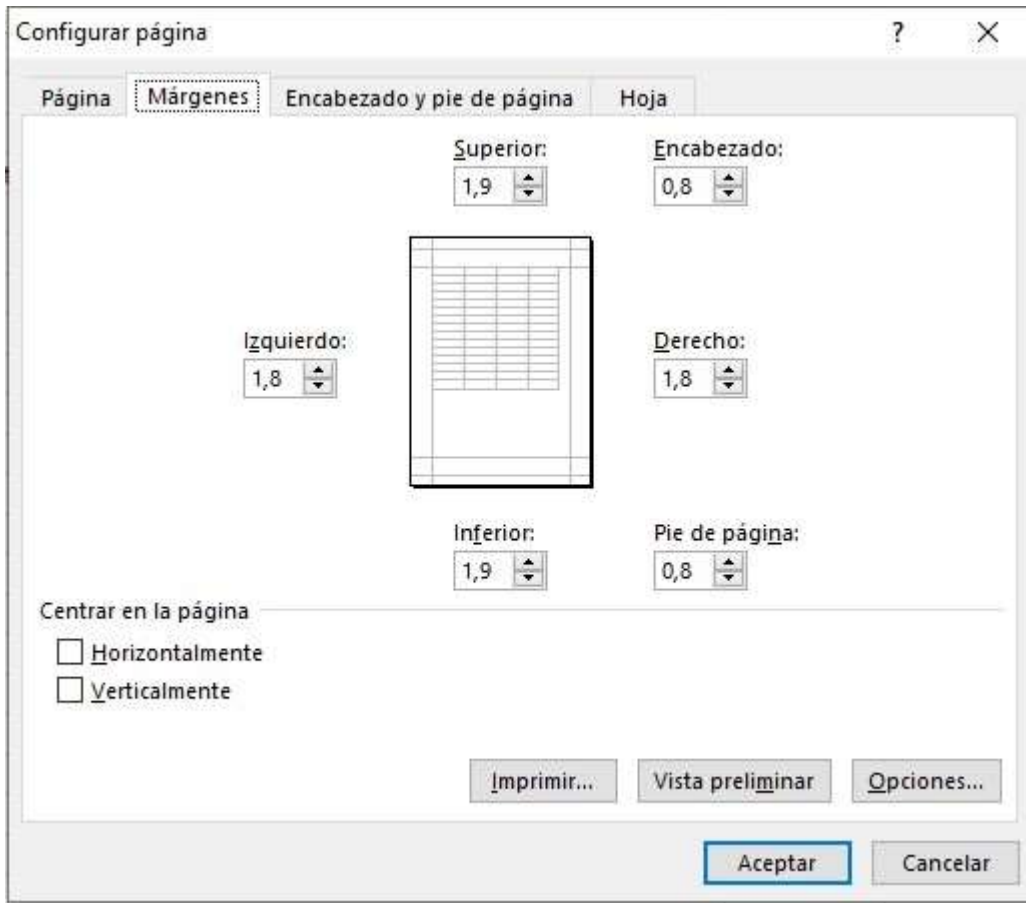 Configurar página ?
Página Márgenes Encabezado y pie de página Hoja
Superior: Encabezado:
1,9 0,8
Izquierdo: Derecho:
1,8 1,8
Inferior: Pie de página:
1,9 0,8
Centrar en la página
Horizontalmente
Verticalmente
Imprimir... Vista preliminar Opciones...
Aceptar Cancelar